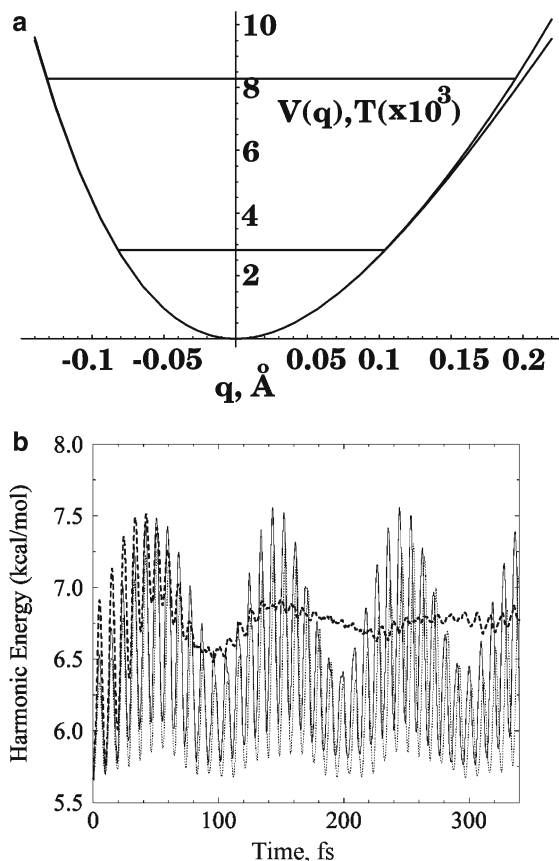 a
10
8
V(q),T(x10³)
6
4
2
-0.1 -0.05 0.05 0.1 0.15 0.2
q, Å
b
8.0
7.5
7.0
6.5
6.0
5.5
Harmonic Energy (kcal/mol)
0 100 200 300
Time, fs